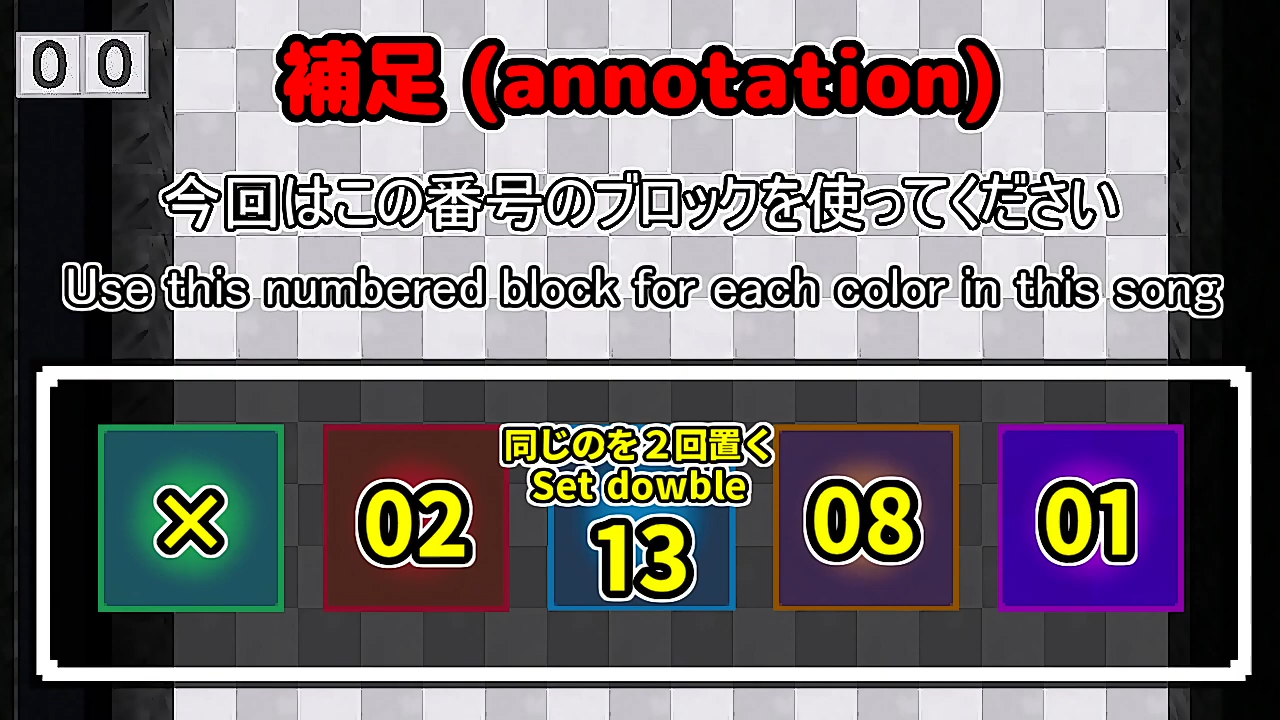 00
補足 (annotation)
今回はこの番号のブロックを使ってください
Use this numbered block for each color in this song
同じのを２回置く
Set dowble
× 02 13 08 01